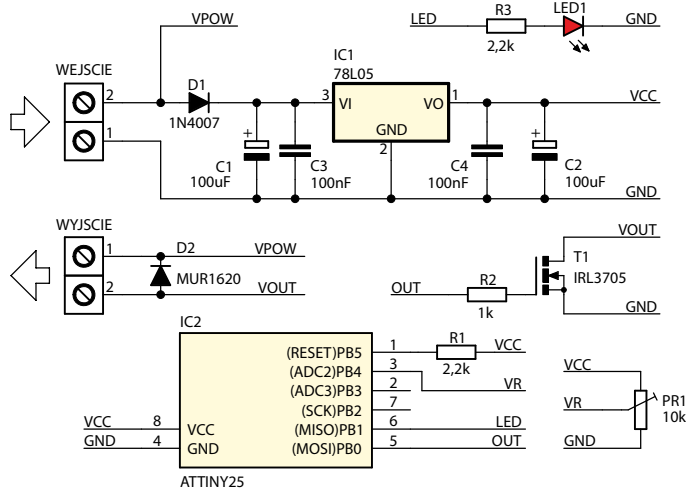 VPOW
LED
R3
2,2k
LED1
GND
WEJSCIE
2
1
D1
1N4007
IC1
78L05
3
VI
VO
1
GND
2
VCC
+
C1
100uF
C3
100nF
C4
100nF
+
C2
100uF
GND
WYJSCIE
1
2
D2
MUR1620
VPOW
VOUT
OUT
R2
1k
VOUT
T1
IRL3705
GND
IC2
(RESET)PB5
1
R1
2,2k
VCC
(ADC2)PB4
3
VR
(ADC3)PB3
2
(SCK)PB2
7
VCC
8
VCC
(MISO)PB1
6
LED
GND
4
GND
(MOSI)PB0
5
OUT
ATTINY25
VCC
VR
PR1
10k
GND